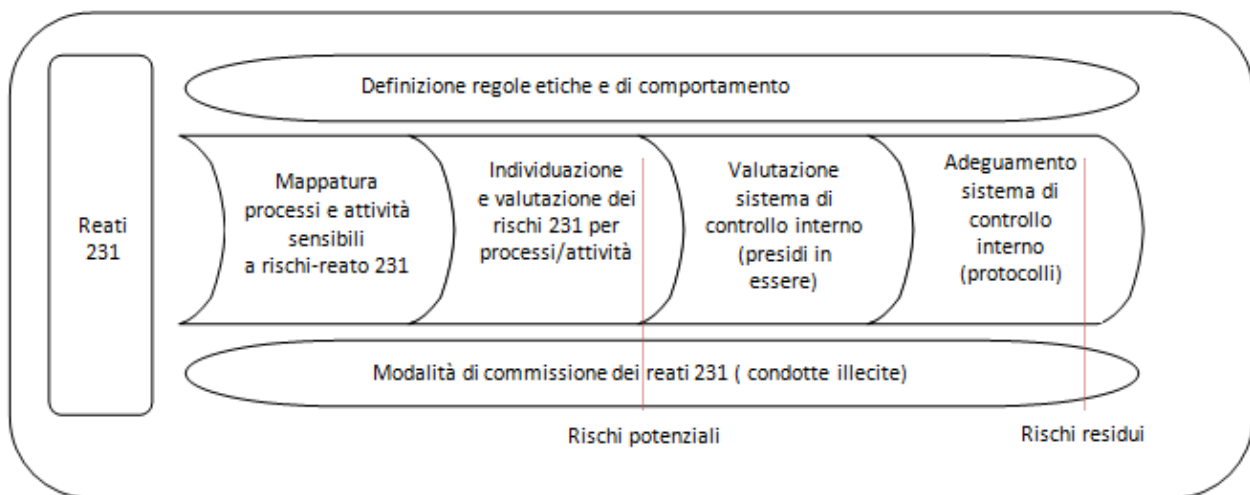 Definizione regole etiche e di comportamento
Reati
231
Mappatura
processi e attività
sensibili
a rischi-reato 231
Individuazione
e valutazione dei
rischi 231 per
processi/attività
Valutazione
sistema di
controllo interno
(presidi in
essere)
Adeguamento
sistema di
controllo
interno
(protocolli)
Modalità di commissione dei reati 231 ( condotte illecite)
Rischi potenziali
Rischi residui